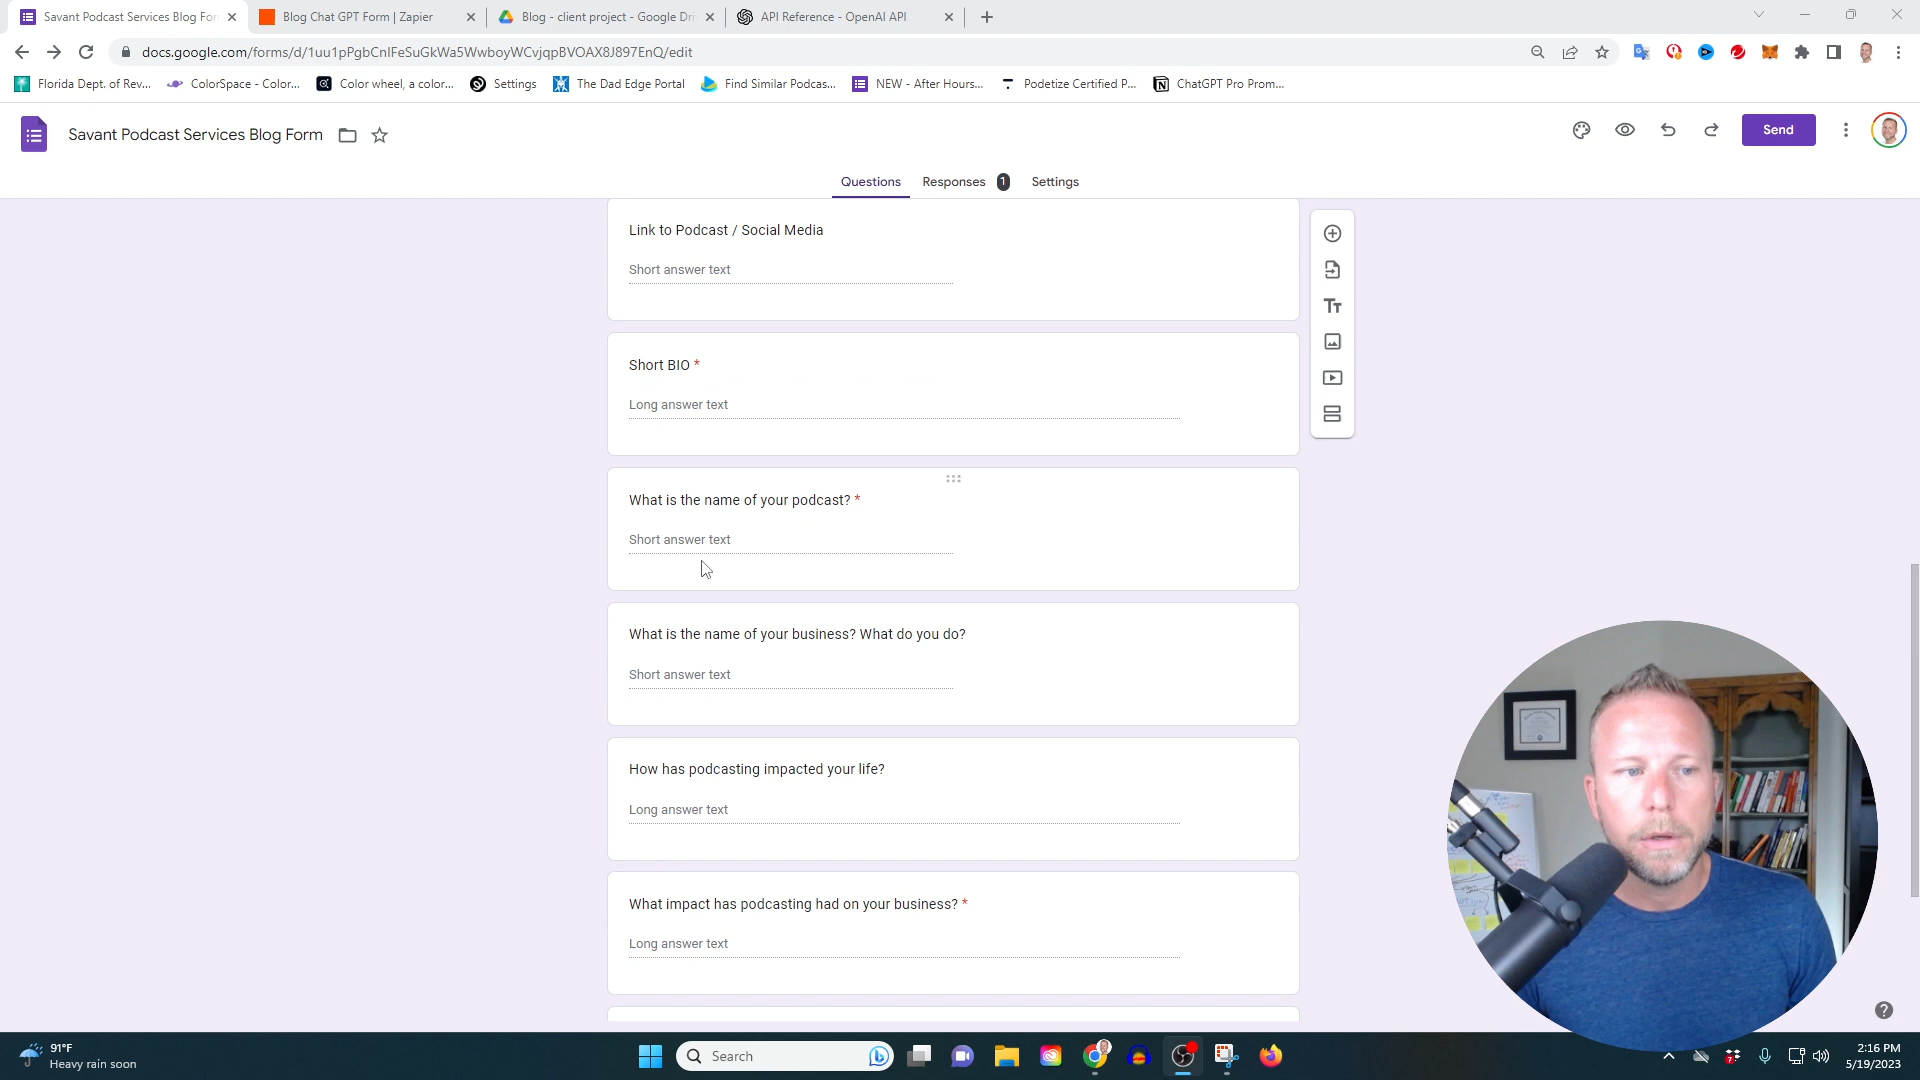 Savant Podcast Services Blog For
Blog Chat GPT Form | Zapier
Blog - client project - Google Dri
API Reference - OpenAI API
docs.google.com/forms/d/1uu1pPgbCnIFeSuGkWa5WwboyWCvjqpBVOAX8J897EnQ/edit
Florida Dept. of Rev...
ColorSpace - Color...
Color wheel, a color...
Settings
The Dad Edge Portal
Find Similar Podcas...
NEW - After Hours...
Podetize Certified P...
ChatGPT Pro Prom...
Savant Podcast Services Blog Form
Send
Questions
Responses 1
Settings
Link to Podcast / Social Media
Short answer text
Short BIO *
Long answer text
What is the name of your podcast? *
Short answer text
What is the name of your business? What do you do?
Short answer text
How has podcasting impacted your life?
Long answer text
What impact has podcasting had on your business? *
Long answer text
91°F
Heavy rain soon
Search
2:16 PM
5/19/2023